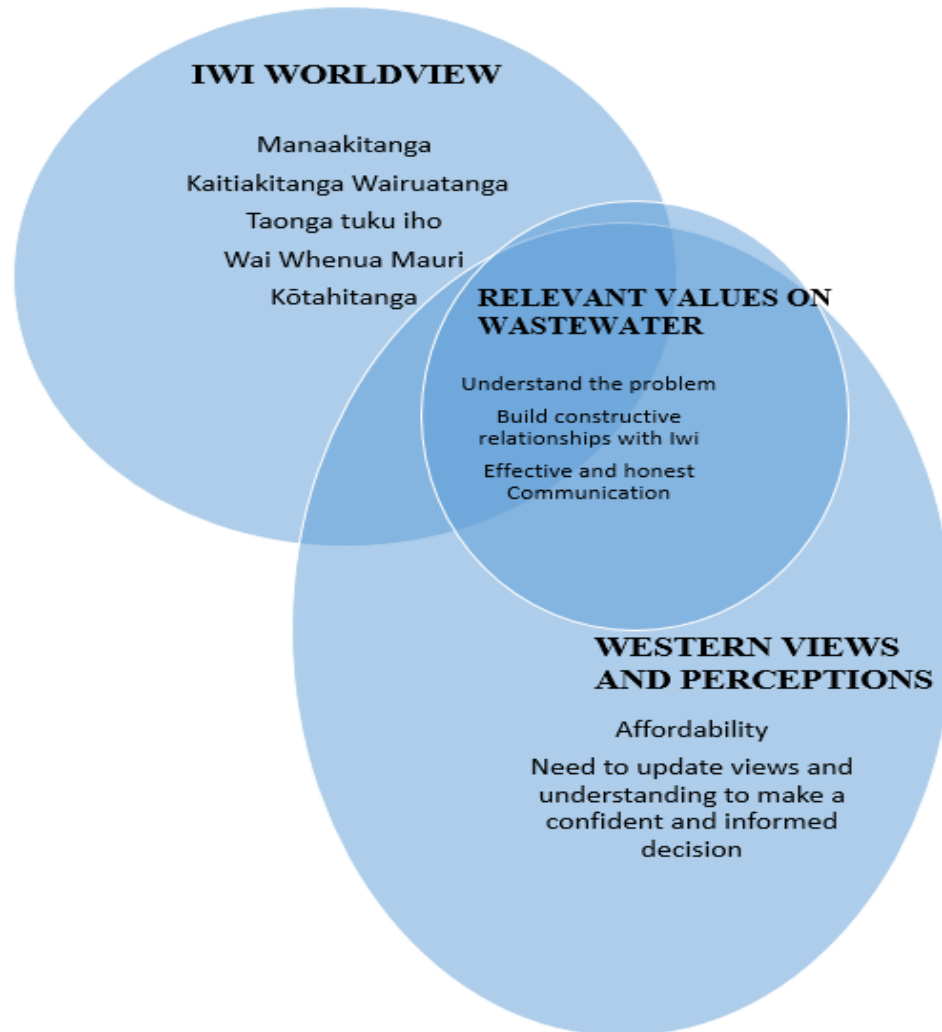 IWI WORLDVIEW
Manaakitanga
Kaitiakitanga Wairuatanga
Taonga tuku iho
Wai Whenua Mauri
Kōtahitanga
RELEVANT VALUES ON
WASTEWATER
Understand the problem
Build constructive
relationships with Iwi
Effective and honest
Communication
WESTERN VIEWS
AND PERCEPTIONS
Affordability
Need to update views and
understanding to make a
confident and informed
decision